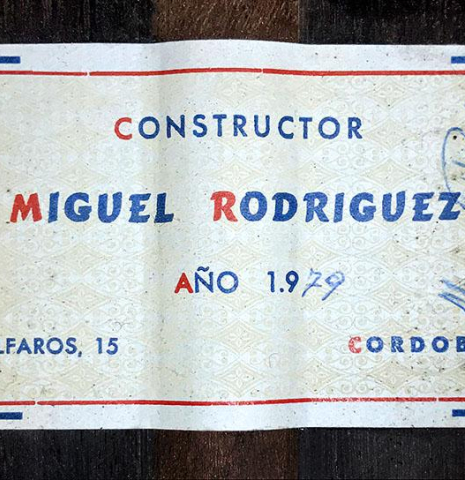 CONSTRUCTOR
MIGUEL RODRIGUEZ
AÑO 1.979
LFAROS, 15
CORDOB